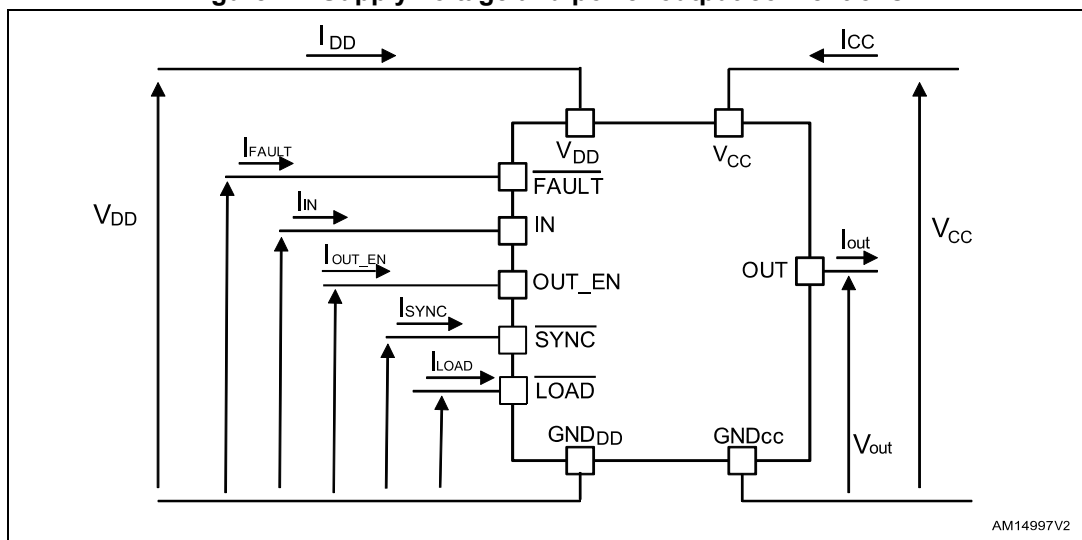 I DD
ICC
VDD
VCC
IFAULT
FAULT
VDD
IIN
IN
Iout
VCC
IOUT_EN
OUT_EN
OUT
ISYNC
SYNC
ILOAD
LOAD
GNDDD
GNDcc
Vout
AM14997V2